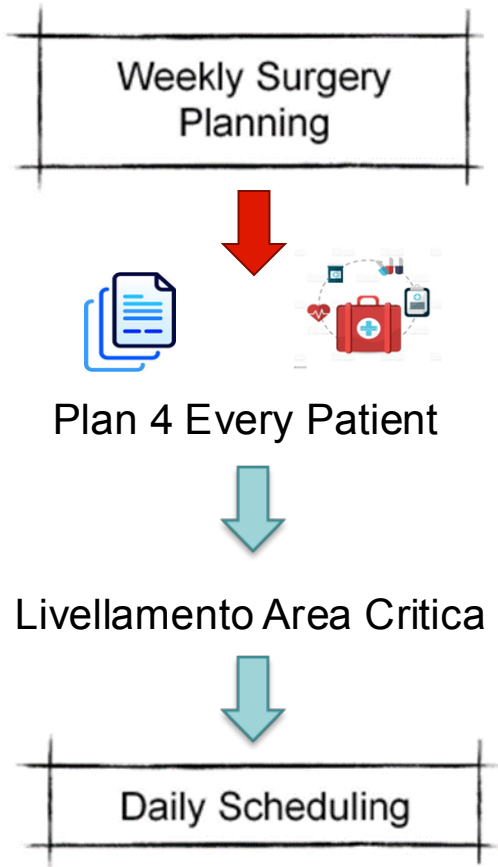 Weekly Surgery
Planning
Plan 4 Every Patient
Livellamento Area Critica
Daily Scheduling